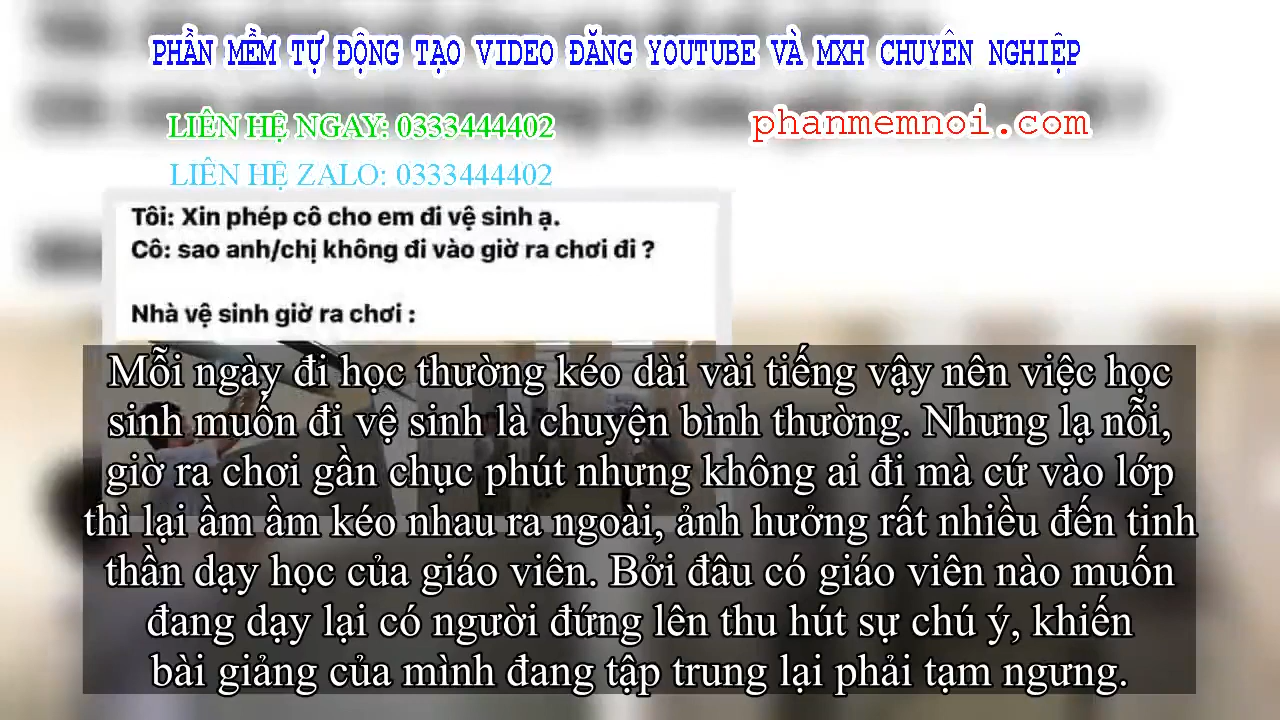 PHẦN MỀM TỰ ĐỘNG TẠO VIDEO ĐĂNG YOUTUBE VÀ MXH CHUYÊN NGHIỆP
LIÊN HỆ NGAY: 0333444402
phanmemnoi.com
LIÊN HỆ ZALO: 0333444402
Tôi: Xin phép cô cho em đi vệ sinh ạ.
Cô: sao anh/chị không đi vào giờ ra chơi đi ?
Nhà vệ sinh giờ ra chơi :
Mỗi ngày đi học thường kéo dài vài tiếng vậy nên việc học
sinh muốn đi vệ sinh là chuyện bình thường. Nhưng lạ nỗi,
giờ ra chơi gần chục phút nhưng không ai đi mà cứ vào lớp
thì lại ầm ầm kéo nhau ra ngoài, ảnh hưởng rất nhiều đến tinh
thần dạy học của giáo viên. Bởi đâu có giáo viên nào muốn
đang dạy lại có người đứng lên thu hút sự chú ý, khiến
bài giảng của mình đang tập trung lại phải tạm ngưng.